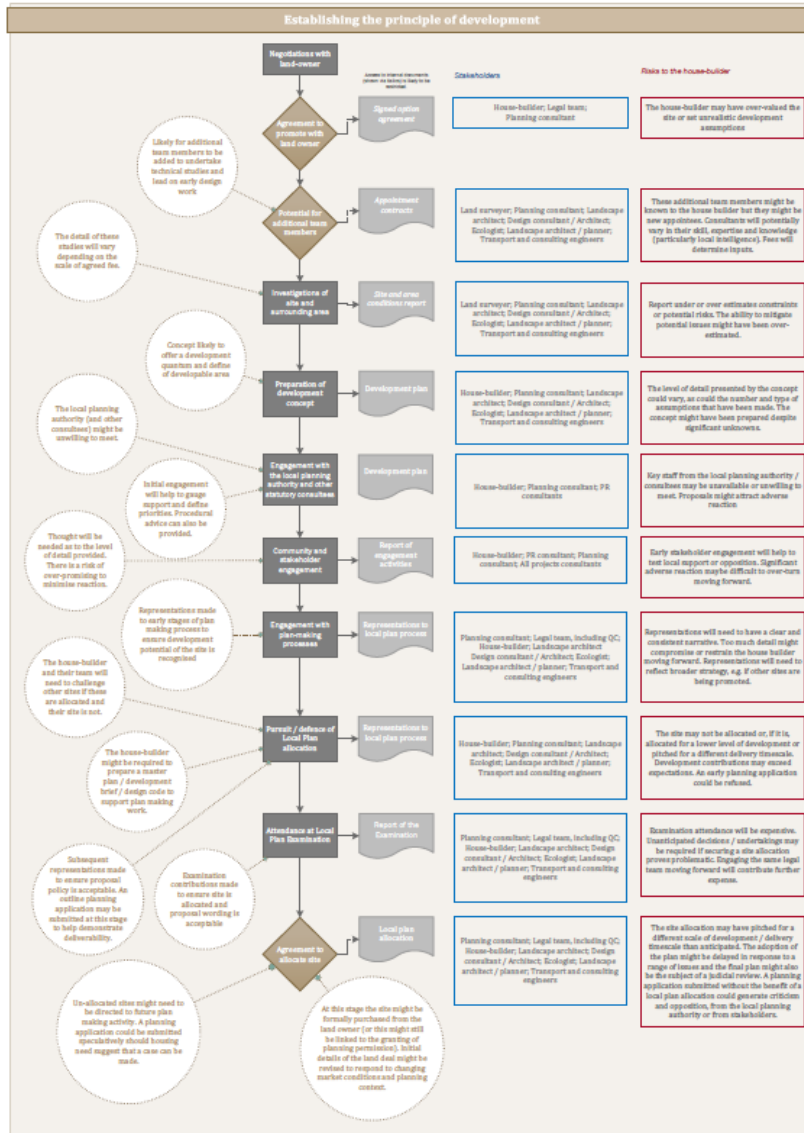 Establishing the principle of development
Negotiations with
land-owner
Stakeholders
Risks to the house-builder
Agreement to
promote with
land owner
Signed option
agreement
House-builder; Legal team;
Planning consultant
The house-builder may have over-valued the
site or set unrealistic development
assumptions
Likely for additional
team members to be
added to undertake
technical studies and
lead on early design
work
Potential for
additional team
members
Appointment
contracts
Land surveyer; Planning consultant; Landscape
architect; Design consultant / Architect;
Ecologist; Landscape architect / planner;
Transport and consulting engineers
These additional team members might be
known to the house builder but they might be
new appointees. Consultants will potentially
vary in their skill, expertise and knowledge
(particularly local intelligence). Fees will
determine inputs.
The detail of these
studies will vary
depending on the
scale of agreed fee.
Investigations of
site and
surrounding area
Site and area
conditions report
Land surveyer; Planning consultant; Landscape
architect; Design consultant / Architect;
Ecologist; Landscape architect / planner;
Transport and consulting engineers
Report under or over estimates constraints
or potential risks. The ability to mitigate
potential issues might have been over-
estimated.
Concept likely to
offer a development
quantum and define
of developable area
Preparation of
development
concept
Development plan
House-builder; Planning consultant; Landscape
architect; Design consultant / Architect;
Ecologist; Landscape architect / planner;
Transport and consulting engineers
The level of detail presented by the concept
could vary, as could the number and type of
assumptions that have been made. The
concept might have been prepared despite
significant unknowns.
The local planning
authority (and other
consultees) might be
unwilling to meet.
Engagement with
the local planning
authority and other
statutory consultees
Development plan
House-builder; Planning consultant; PR
consultants
Key staff from the local planning authority /
consultees may be unavailable or unwilling to
meet. Proposals might attract adverse
reaction
Initial engagement
will help to gauge
support and define
priorities. Procedural
advice can also be
provided.
Thought will be
needed as to the level
of detail provided.
There is a risk of
over-promising to
minimise reaction.
Community and
stakeholder
engagement
Report of
engagement
activities
House-builder; PR consultant; Planning
consultant; All projects consultants
Early stakeholder engagement will help to
test local support or opposition. Significant
adverse reaction maybe difficult to over-turn
moving forward.
Representations made
to early stages of plan
making process to
ensure development
potential of the site is
recognised
Engagement with
plan-making
processes
Representations to
local plan process
Planning consultant; Legal team, including QC;
House-builder; Landscape architect
Design consultant / Architect; Ecologist;
Landscape architect / planner; Transport and
consulting engineers
Representations will need to have a clear and
consistent narrative. Too much detail might
compromise or restrain the house builder
moving forward. Representations will need to
reflect broader strategy, e.g. if other sites are
being promoted.
The house-builder
and their team will
need to challenge
other sites if these
are allocated and
their site is not.
Pursuit / defence of
Local Plan
allocation
Representations to
local plan process
House-builder; Planning consultant; Landscape
architect; Design consultant / Architect;
Ecologist; Landscape architect / planner;
Transport and consulting engineers
The site may not be allocated or, if it is,
allocated for a lower level of development or
pitched for a different delivery timescale.
Development contributions may exceed
expectations. An early planning application
could be refused.
The house-builder
might be required to
prepare a master
plan / development
brief / design code to
support plan making
work.
Attendance at Local
Plan Examination
Report of the
Examination
Planning consultant; Legal team, including QC;
House-builder; Landscape architect; Design
consultant / Architect; Ecologist; Landscape
architect / planner; Transport and consulting
engineers
Examination attendance will be expensive.
Unanticipated decisions / undertakings
may be required if securing a site allocation
proves problematic. Engaging the same legal
team moving forward will contribute further
expense.
Subsequent
representations made
to ensure proposal
policy is acceptable. An
outline planning
application may be
submitted at this stage
to help demonstrate
deliverability.
Examination
contributions made
to ensure site is
allocated and
proposal wording is
acceptable
Agreement to
allocate site
Local plan
allocation
Planning consultant; Legal team, including QC;
House-builder; Landscape architect; Design
consultant / Architect; Ecologist; Landscape
architect / planner; Transport and consulting
engineers
The site allocation may have pitched for a
different scale of development / delivery
timescale than anticipated. The adoption of
the plan might be delayed in response to
a range of issues and the final plan might also
be the subject of a judicial review. A planning
application submitted without the benefit of a
local plan allocation could generate criticism
and opposition, from the local planning
authority or from stakeholders.
Un-allocated sites might need to
be directed to future plan
making activity. A planning
application could be submitted
speculatively should housing
need suggest that a case can be
made.
At this stage the site might be
formally purchased from the
land owner (or this might still
be linked to the granting of
planning permission). Initial
details of the land deal might be
revised to respond to changing
market conditions and planning
context.